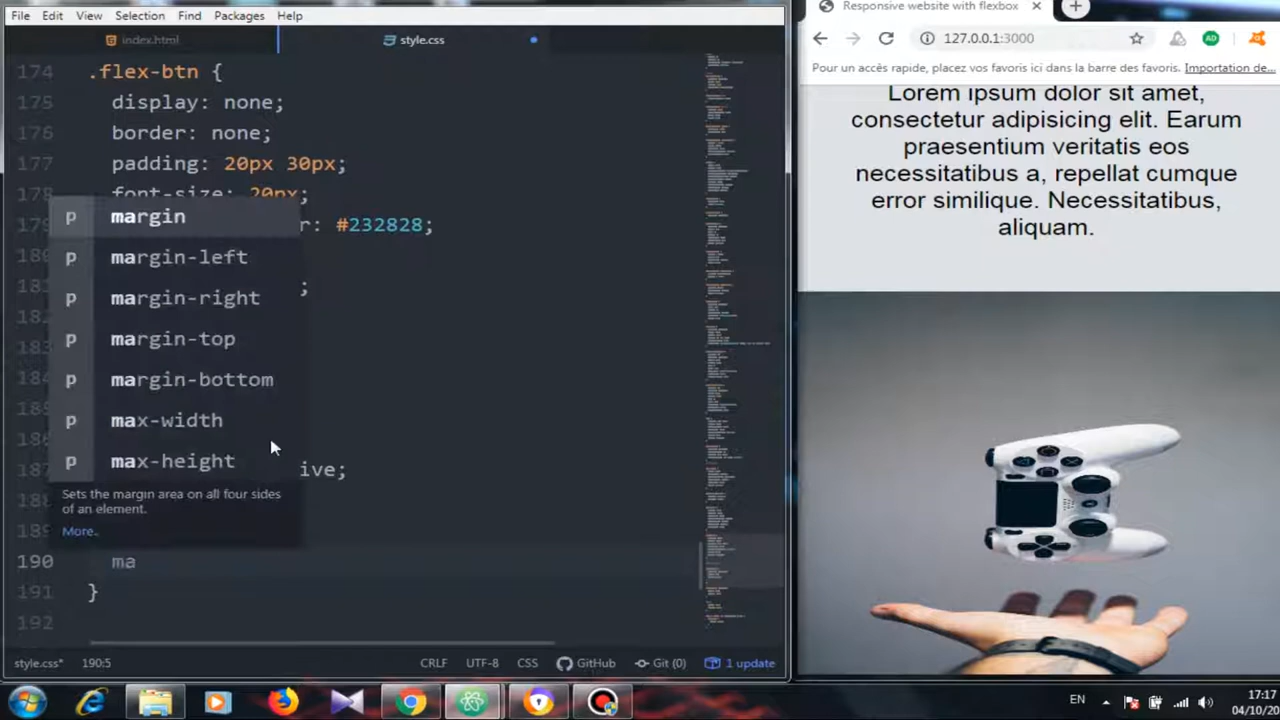 File Edit View Selection Find Packages Help
index.html
style.css
.flex-btn {
display: none;
border: none;
padding: 20px 30px;
font-size: 20px;
r: #232828;
;
p margin
p margin-left
p margin-right
p margin-top
p margin-bottom
p max-width
p max-height
ive;
Sets the margin area on all four sides
of an element.
More.
190 ma
191 }
192
style.css* 190:5
CRLF UTF-8 CSS GitHub Git (0) 1 update
Responsive website with flexbox
127.0.0.1:3000
AD
Pour un accès rapide, placez vos favoris ici dans la barre des favoris. Importation de...
Lorem ipsum dolor sit amet,
consectetur adipisicing elit. Earum
praesentium veritatis eos
necessitatibus a, repellat cumque
error similique. Necessitatibus,
aliquam.
EN
17:17
04/10/20